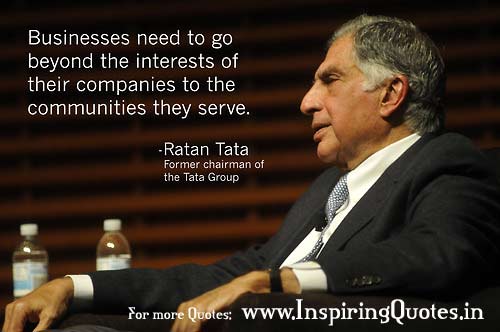 Businesses need to go
beyond the interests of
their companies to the
communities they serve.
-Ratan Tata
Former chairman of
the Tata Group
For more Quotes: www.InspiringQuotes.in